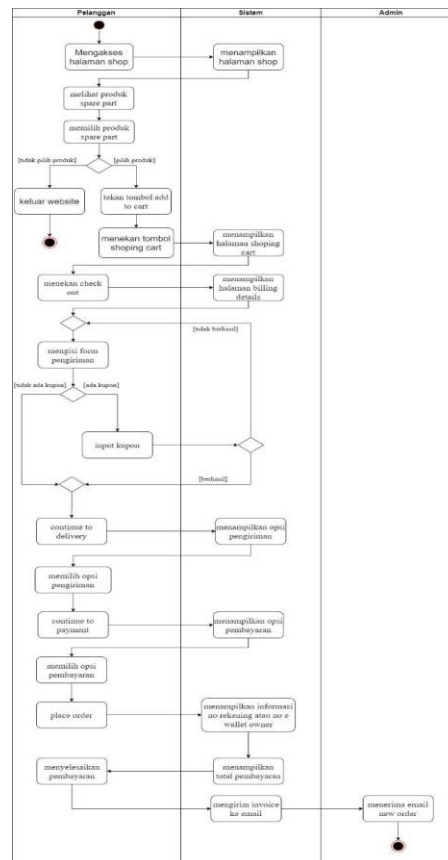 Pelanggan
Sistem
Admin
Mengakses
halaman shop
menampilkan
halaman shop
melihat produk
spare part
memilih produk
spare part
[tidak pilih produk]
[pilih produk]
keluar website
tekan tombol add
to cart
menekan tombol
shoping cart
menampilkan
halaman shoping
cart
menekan check
out
menampilkan
halaman billing
details
[tidak berhasil]
mengisi form
pengiriman
[tidak ada kupon]
[ada kupon]
input kupon
[berhasil]
continue to
delivery
menampilkan opsi
pengiriman
memilih opsi
pengiriman
continue to
payment
menampilkan opsi
pembayaran
memilih opsi
pembayaran
place order
menampilkan informasi
no rekening atau no e
wallet owner
menyelesaikan
pembayaran
menampilkan
total pembayaran
mengirim invoice
ke email
menerima email
new order